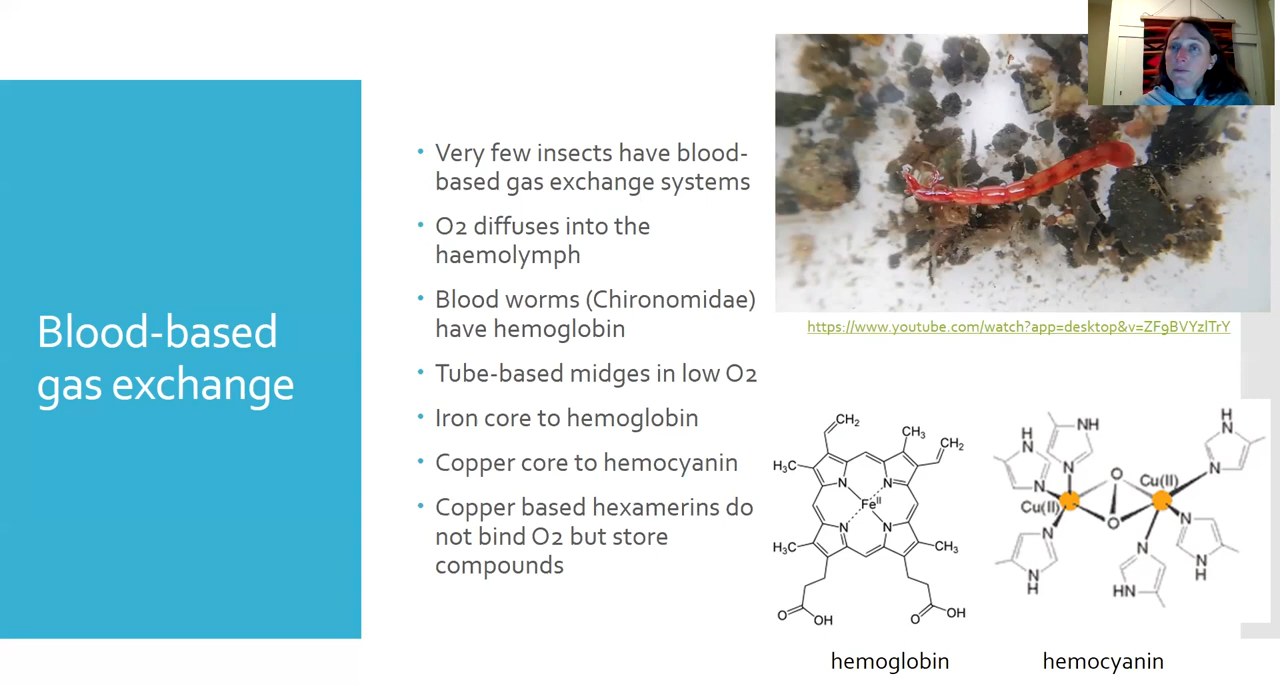 Blood-based
gas exchange
• Very few insects have blood-
based gas exchange systems
• O2 diffuses into the
haemolymph
• Blood worms (Chironomidae)
have hemoglobin
• Tube-based midges in low O2
• Iron core to hemoglobin
• Copper core to hemocyanin
• Copper based hexamerins do
not bind O2 but store
compounds
https://www.youtube.com/watch?app=desktop&v=ZF9BVYzlTrY
CH₂
CH₃
CH₂
H₃C
N
N
Feᴵᴵ
N
N
H₃C
CH₃
O
OH
O
OH
hemoglobin
H
N
NH
H
N
N
N
O
Cu(II)
N
Cu(II)
O
N
N
N
N
H
HN
N
H
hemocyanin